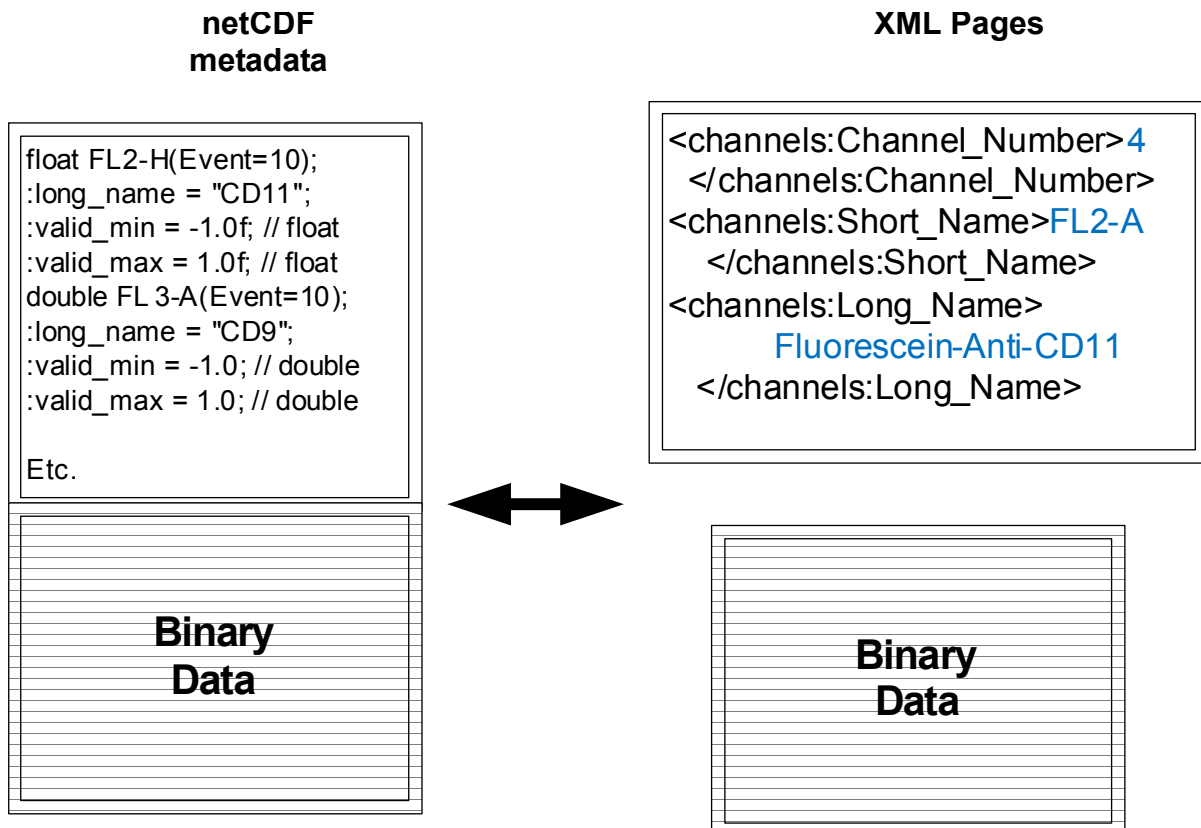 netCDF
metadata
float FL2-H(Event=10);
:long_name = "CD11";
:valid_min = -1.0f; // float
:valid_max = 1.0f; // float
double FL 3-A(Event=10);
:long_name = "CD9";
:valid_min = -1.0; // double
:valid_max = 1.0; // double
Etc.
Binary
Data
XML Pages
<channels:Channel_Number>4
</channels:Channel_Number>
<channels:Short_Name>FL2-A
</channels:Short_Name>
<channels:Long_Name>
Fluorescein-Anti-CD11
</channels:Long_Name>
Binary
Data